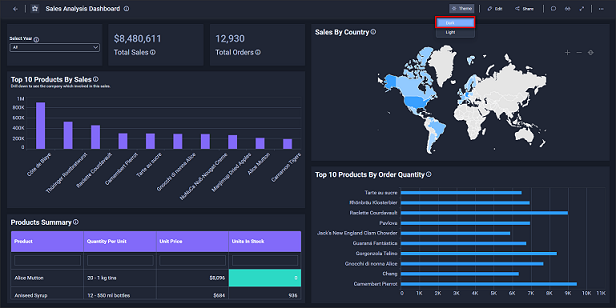 Sales Analysis Dashboard
Theme
Edit
Share
Dark
Light
Select Year
All
$8,480,611
Total Sales
12,930
Total Orders
Sales By Country
Top 10 Products By Sales
Drill down to see the category which involved in this sales.
1M
800K
600K
400K
200K
0
Côte de Blaye
Thüringer Rostbratwurst
Raclette Courdavault
Camembert Pierrot
Tarte au sucre
Gnocchi di nonna Alice
NuNuCa Nuß-Nougat-Creme
Manjimup Dried Apples
Alice Mutton
Carnarvon Tigers
Top 10 Products By Order Quantity
Tarte au sucre
Rhönbräu Klosterbier
Raclette Courdavault
Pavlova
Jack's New England Clam Chowder
Guaraná Fantástica
Gorgonzola Telino
Gnocchi di nonna Alice
Chang
Camembert Pierrot
0 1K 2K 3K 4K 5K 6K 7K 8K 9K 10K 11K
Products Summary
Product Quantity Per Unit Unit Price Units In Stock
Alice Mutton 20 - 1 kg tins $8,096 0
Aniseed Syrup 12 - 550 ml bottles $684 936